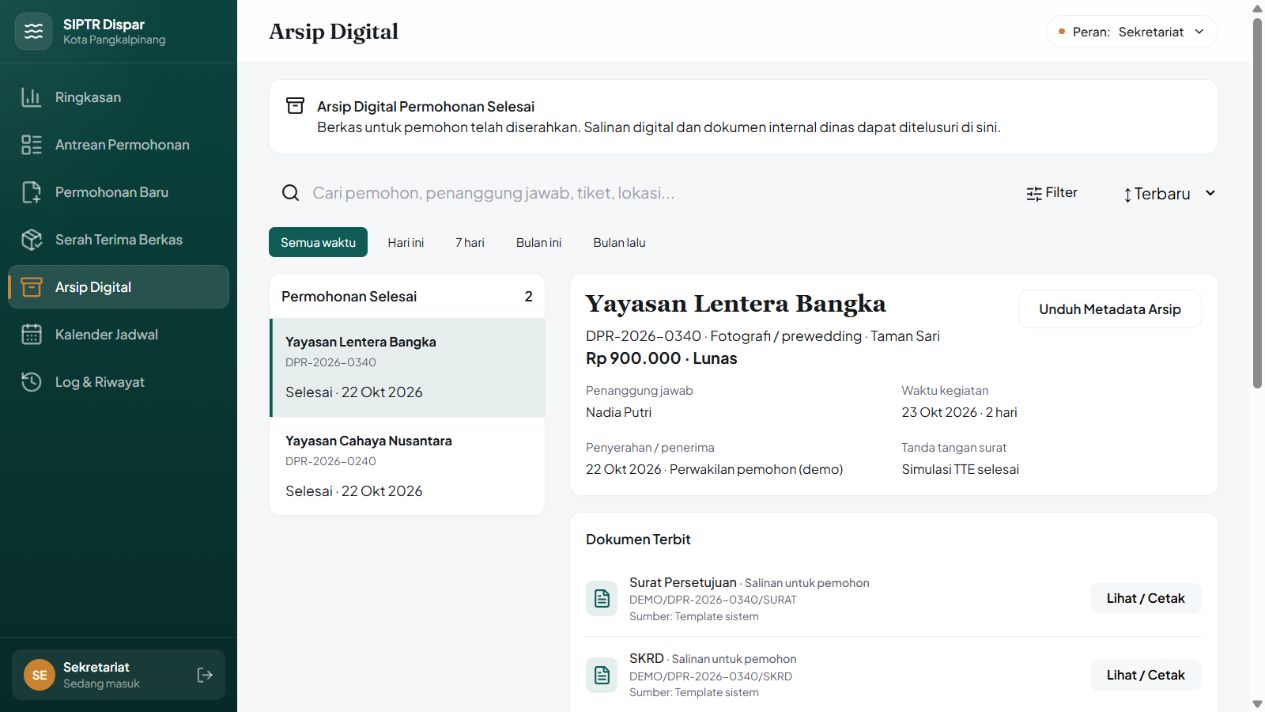 SIPTR Dispar
Kota Pangkalpinang
Ringkasan
Antrean Permohonan
Permohonan Baru
Serah Terima Berkas
Arsip Digital
Kalender Jadwal
Log & Riwayat
SE
Sekretariat
Sedang masuk
Arsip Digital
Peran: Sekretariat
Arsip Digital Permohonan Selesai
Berkas untuk pemohon telah diserahkan. Salinan digital dan dokumen internal dinas dapat ditelusuri di sini.
Cari pemohon, penanggung jawab, tiket, lokasi...
Filter
↕ Terbaru
Semua waktu
Hari ini
7 hari
Bulan ini
Bulan lalu
Permohonan Selesai 2
Yayasan Lentera Bangka
DPR-2026-0340
Selesai · 22 Okt 2026
Yayasan Cahaya Nusantara
DPR-2026-0240
Selesai · 22 Okt 2026
Yayasan Lentera Bangka
Unduh Metadata Arsip
DPR-2026-0340 · Fotografi / prewedding · Taman Sari
Rp 900.000 · Lunas
Penanggung jawab
Nadia Putri
Waktu kegiatan
23 Okt 2026 · 2 hari
Penyerahan / penerima
22 Okt 2026 · Perwakilan pemohon (demo)
Tanda tangan surat
Simulasi TTE selesai
Dokumen Terbit
Surat Persetujuan · Salinan untuk pemohon
DEMO/DPR-2026-0340/SURAT
Sumber: Template sistem
Lihat / Cetak
SKRD · Salinan untuk pemohon
DEMO/DPR-2026-0340/SKRD
Sumber: Template sistem
Lihat / Cetak